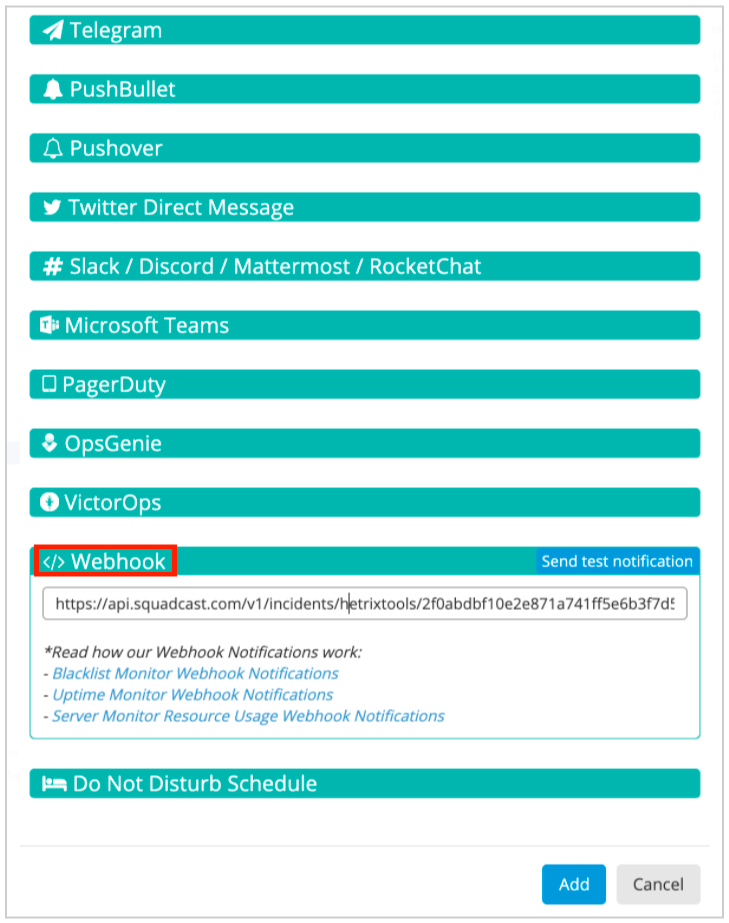 Telegram
PushBullet
Pushover
Twitter Direct Message
# Slack / Discord / Mattermost / RocketChat
Microsoft Teams
PagerDuty
OpsGenie
VictorOps
</> Webhook
Send test notification
https://api.squadcast.com/v1/incidents/hetrixtools/2f0abdbf10e2e871a741ff5e6b3f7d5
*Read how our Webhook Notifications work:
- Blacklist Monitor Webhook Notifications
- Uptime Monitor Webhook Notifications
- Server Monitor Resource Usage Webhook Notifications
Do Not Disturb Schedule
Add
Cancel